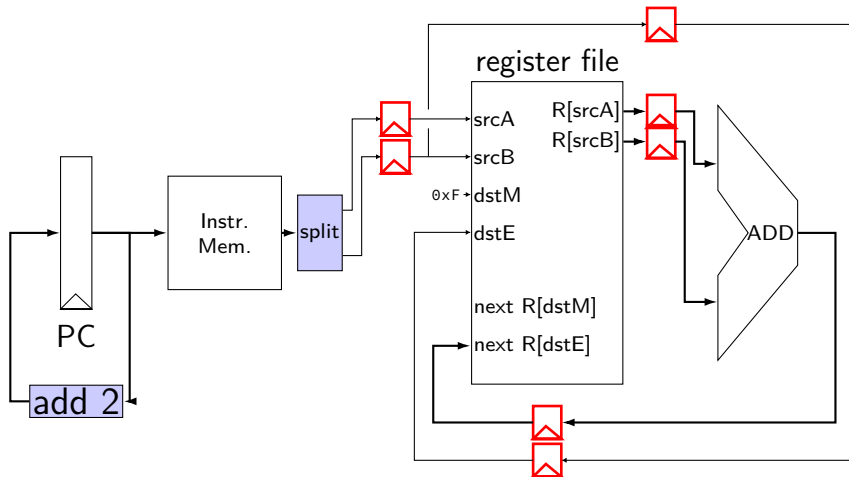 register file
srcA
srcB
dstM
dstE
next R[dstM]
next R[dstE]
R[srcA]
R[srcB]
0xF
Instr.
Mem.
split
ADD
PC
add 2